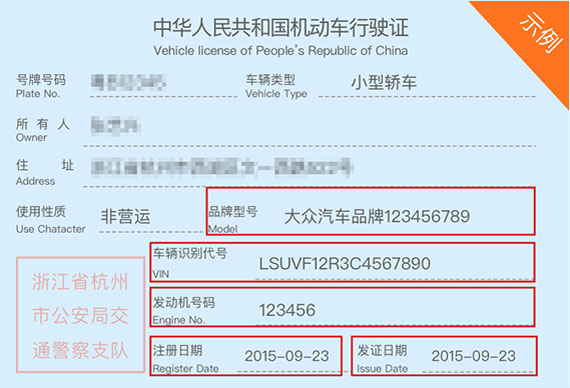 中华人民共和国机动车行驶证
Vehicle license of People's Republic of China
示例
号牌号码
Plate No.
车辆类型 小型轿车
Vehicle Type
所有人
Owner
住址
Address
使用性质 非营运
Use Chatacter
品牌型号 大众汽车品牌123456789
Model
车辆识别代号 LSUVF12R3C4567890
VIN
浙江省杭州
市公安局交
通警察支队
发动机号码 123456
Engine No.
注册日期 2015-09-23
Register Date
发证日期 2015-09-23
Issue Date